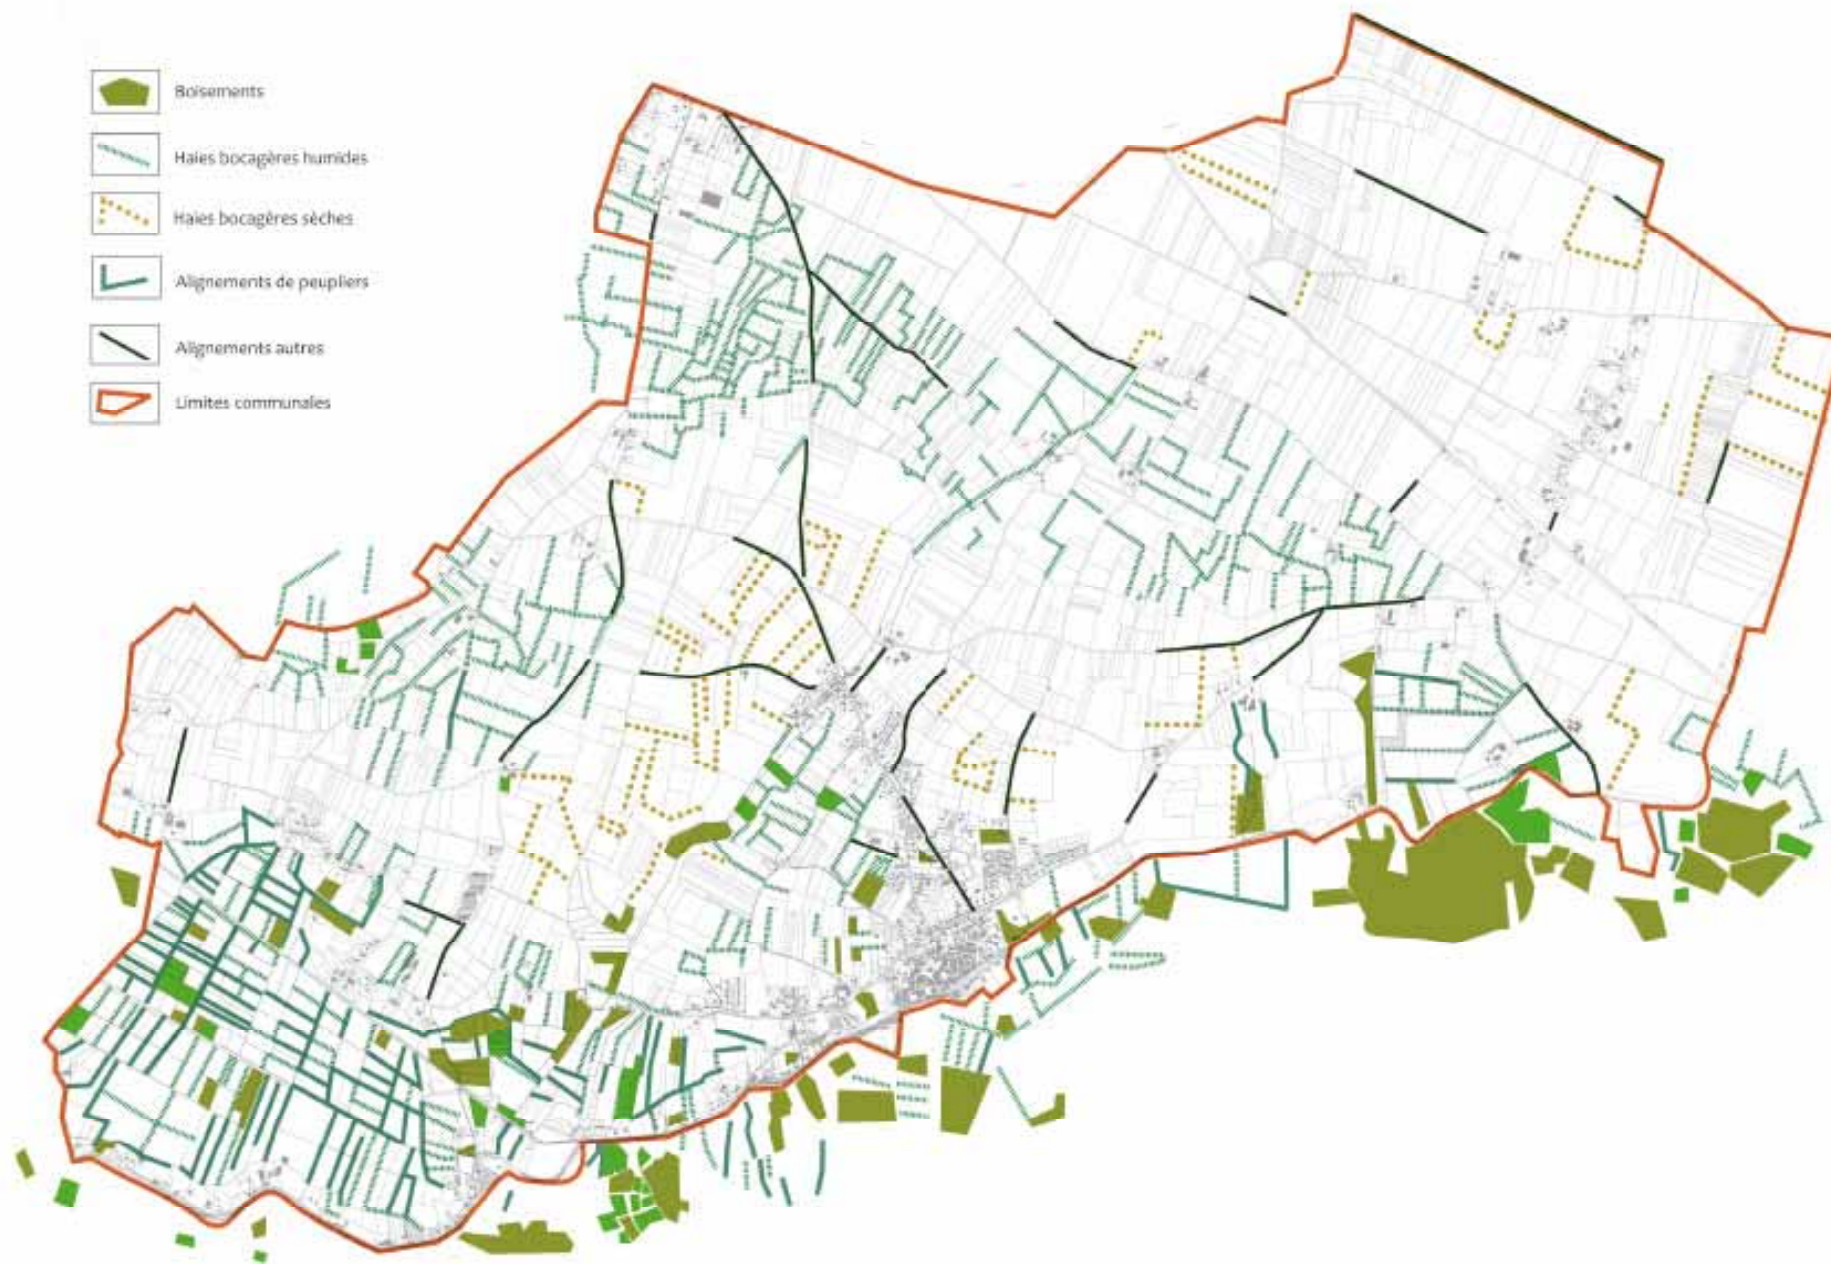 Boisements
Haies bocagères humides
Haies bocagères sèches
Alignements de peupliers
Alignements autres
Limites communales